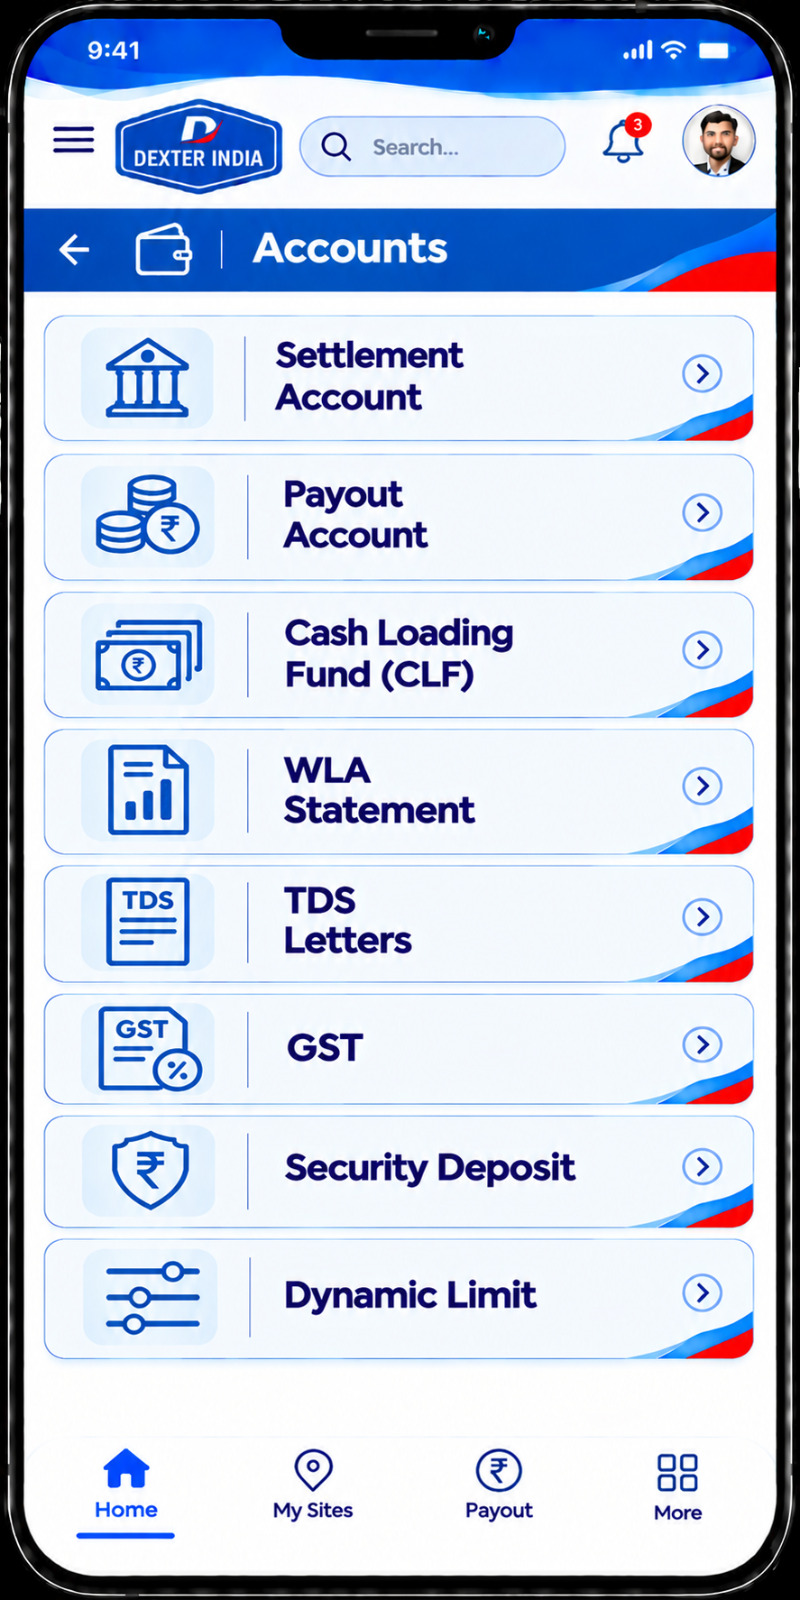 9:41
DEXTER INDIA
Search...
3
Accounts
Settlement
Account
₹
Payout
Account
₹
Cash Loading
Fund (CLF)
WLA
Statement
TDS
TDS
Letters
GST
%
GST
₹
Security Deposit
Dynamic Limit
₹
Home
My Sites
Payout
More